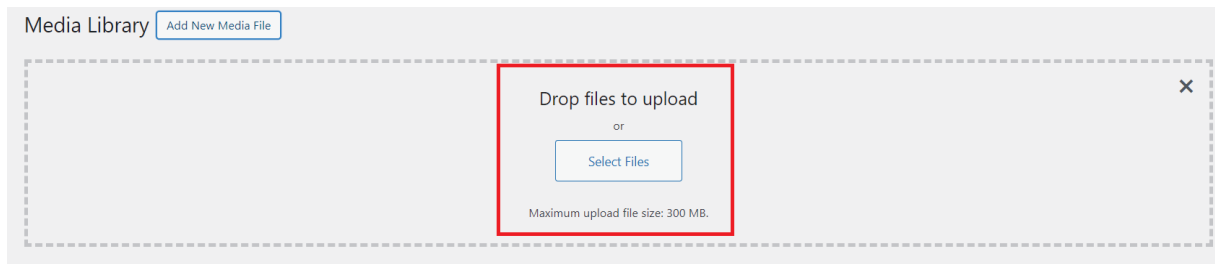 Media Library Add New Media File
Drop files to upload
or
Select Files
Maximum upload file size: 300 MB.